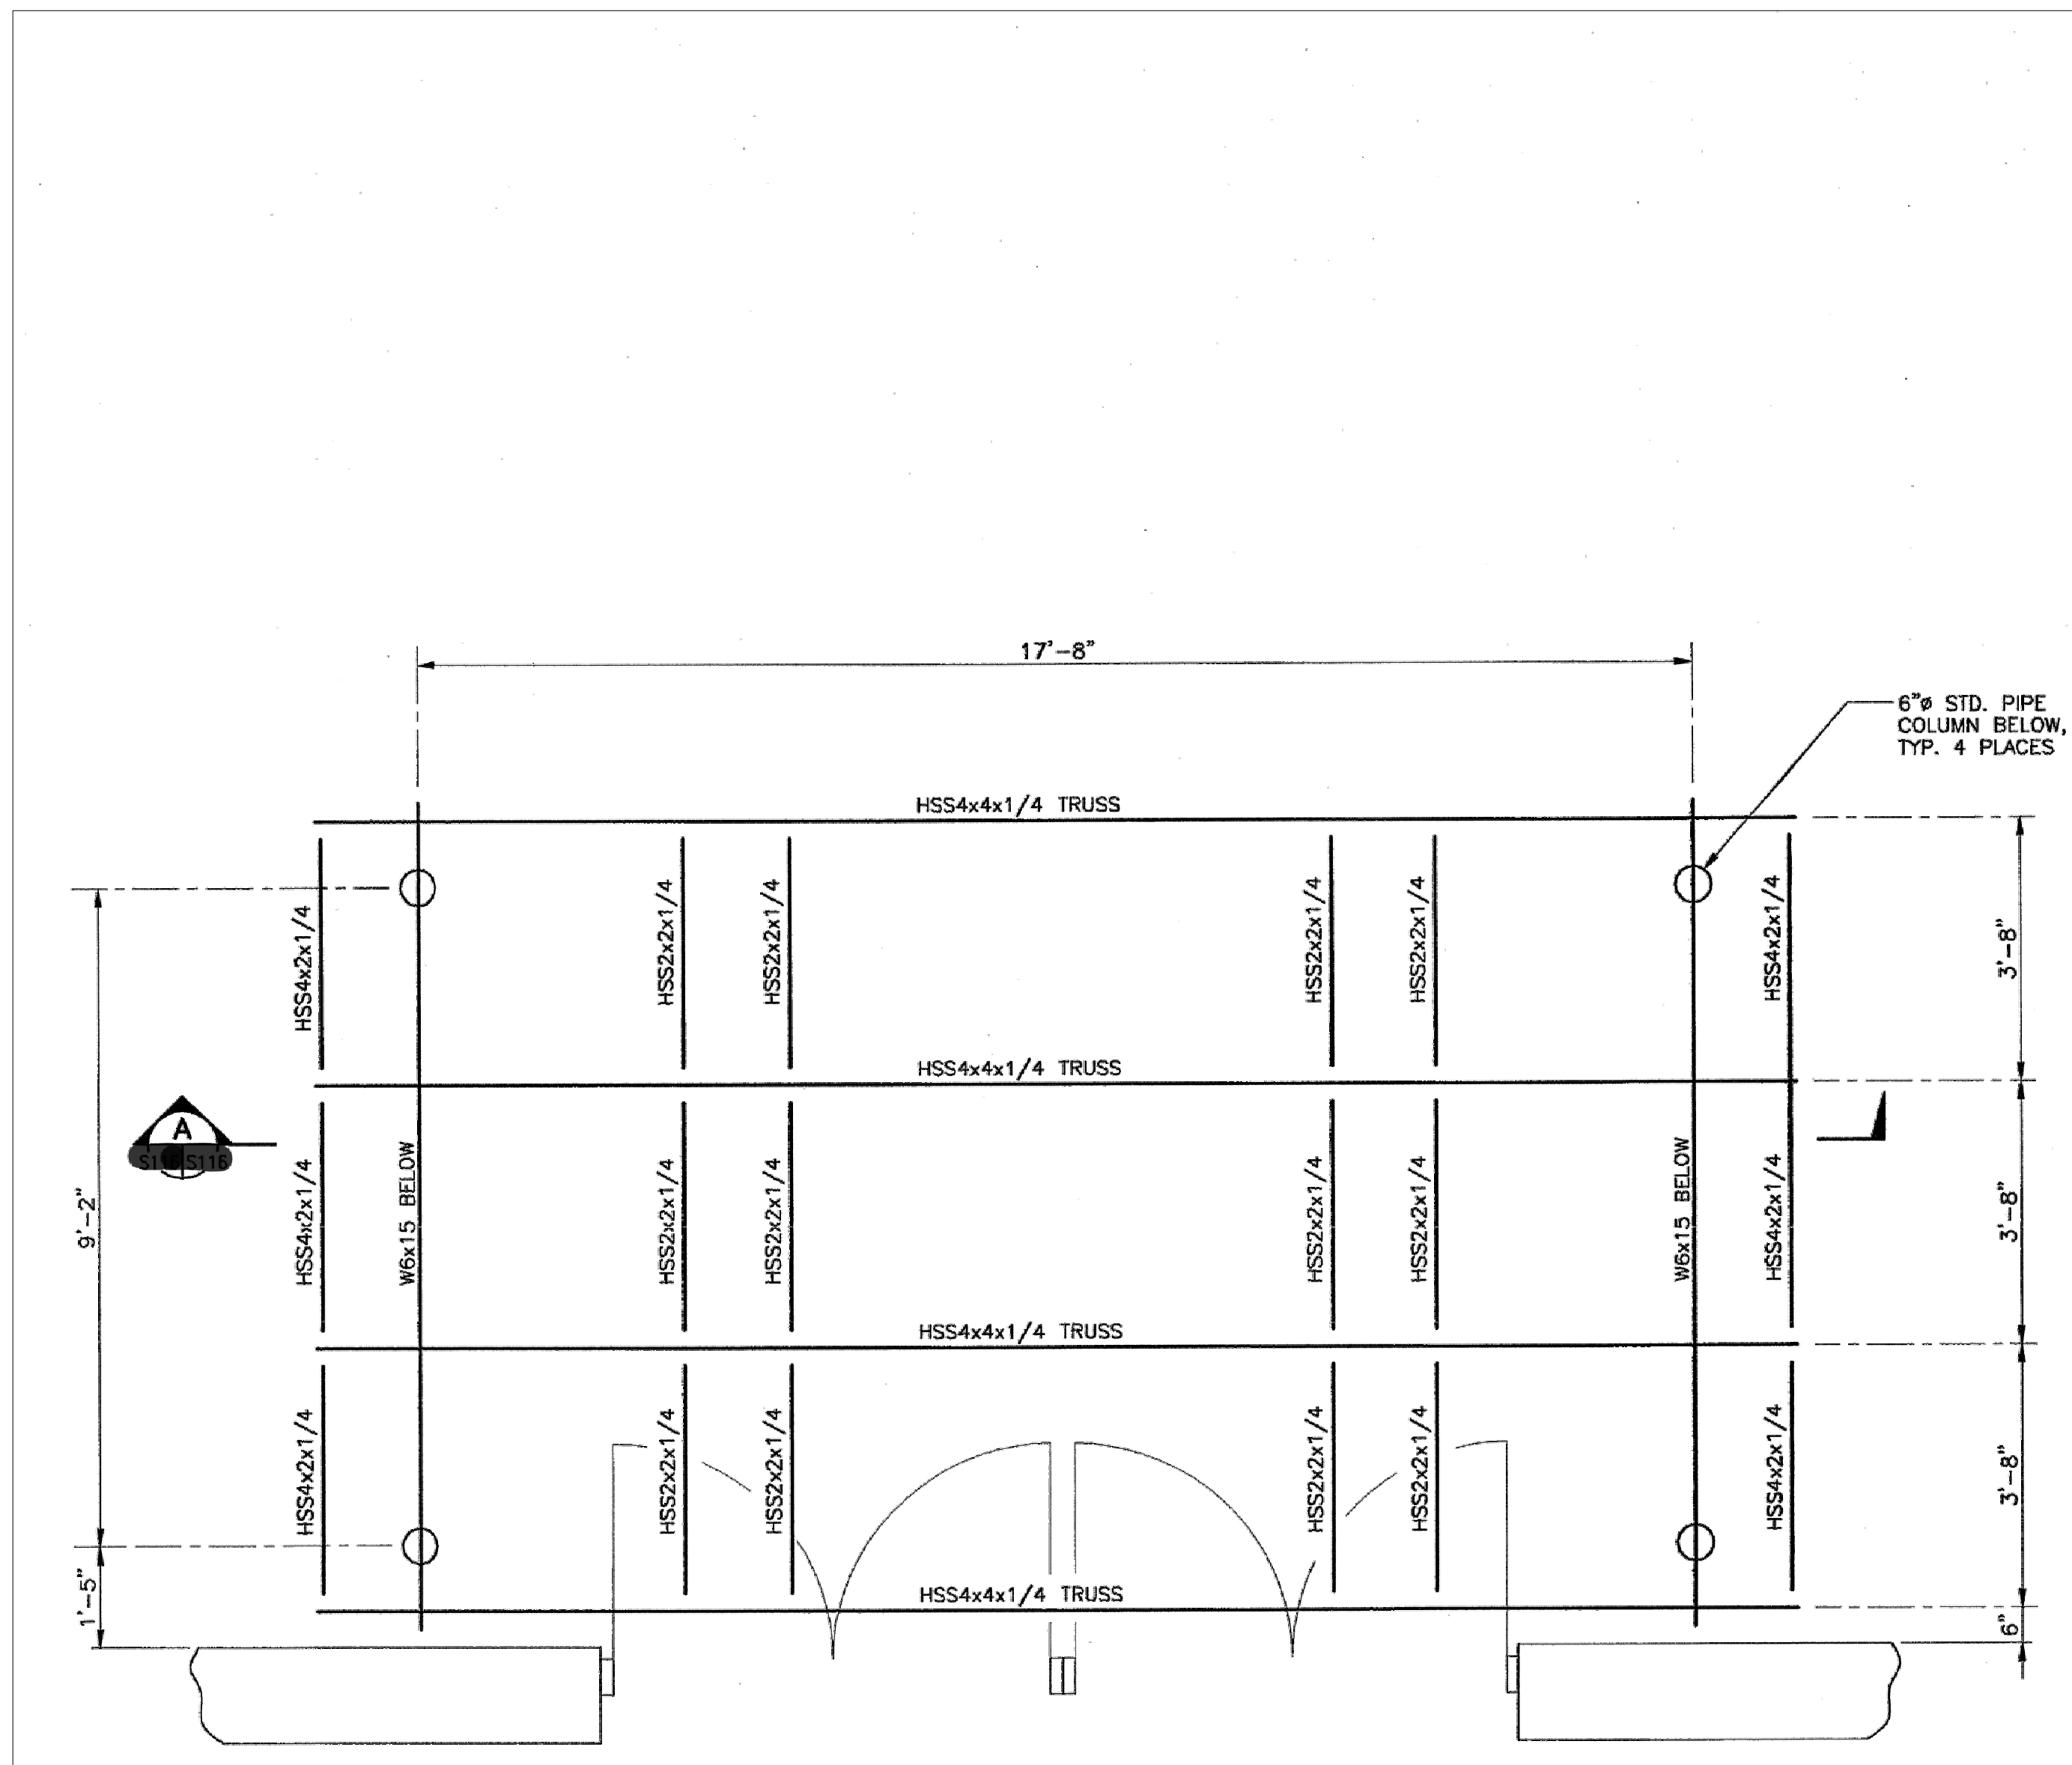 17'-8"
6"ø STD. PIPE
COLUMN BELOW,
TYP. 4 PLACES
HSS4x4x1/4 TRUSS
HSS4x2x1/4
HSS2x2x1/4
HSS2x2x1/4
HSS2x2x1/4
HSS2x2x1/4
HSS4x2x1/4
3'-8"
HSS4x4x1/4 TRUSS
A
S116
S116
9'-2"
HSS4x2x1/4
W6x15 BELOW
HSS2x2x1/4
HSS2x2x1/4
HSS2x2x1/4
HSS2x2x1/4
W6x15 BELOW
HSS4x2x1/4
3'-8"
HSS4x4x1/4 TRUSS
HSS4x2x1/4
HSS2x2x1/4
HSS2x2x1/4
HSS2x2x1/4
HSS2x2x1/4
HSS4x2x1/4
3'-8"
1'-5"
HSS4x4x1/4 TRUSS
6"